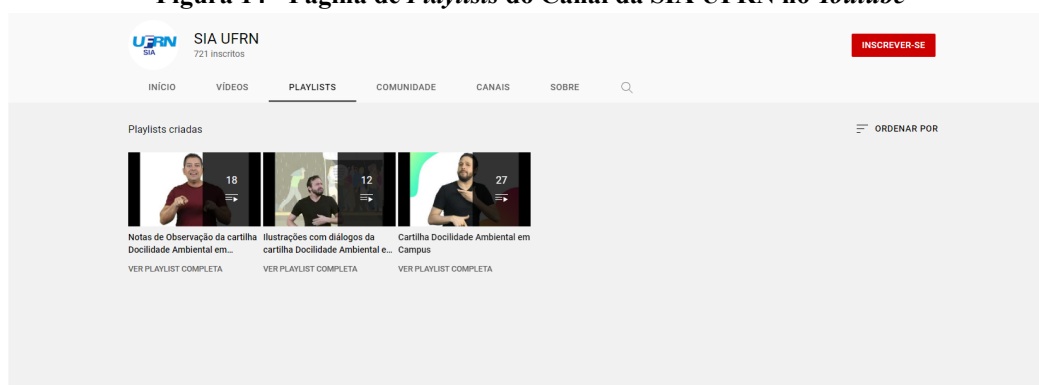 Figura 14 - Página de Playlists do Canal da SIA UFRN no Youtube
UFRN
SIA
SIA UFRN
721 inscritos
INSCREVER-SE
INÍCIO
VÍDEOS
PLAYLISTS
COMUNIDADE
CANAIS
SOBRE
Playlists criadas
ORDENAR POR
18
12
27
Notas de Observação da cartilha
Docilidade Ambiental em...
VER PLAYLIST COMPLETA
Ilustrações com diálogos da
cartilha Docilidade Ambiental e...
VER PLAYLIST COMPLETA
Cartilha Docilidade Ambiental em
Campus
VER PLAYLIST COMPLETA